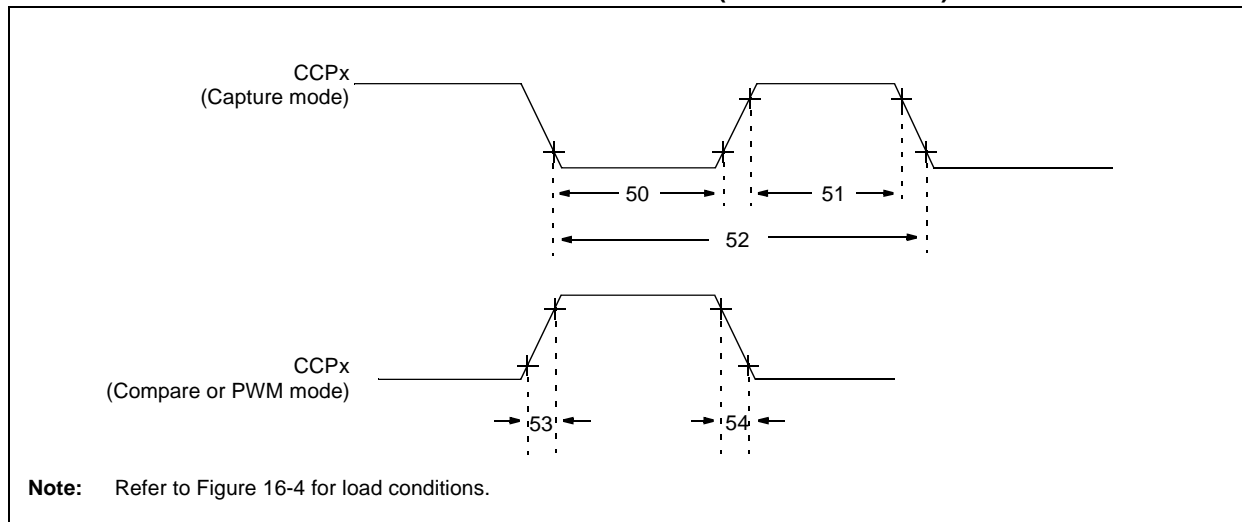 CCPx
(Capture mode)
50
51
52
CCPx
(Compare or PWM mode)
53
54
Note: Refer to Figure 16-4 for load conditions.